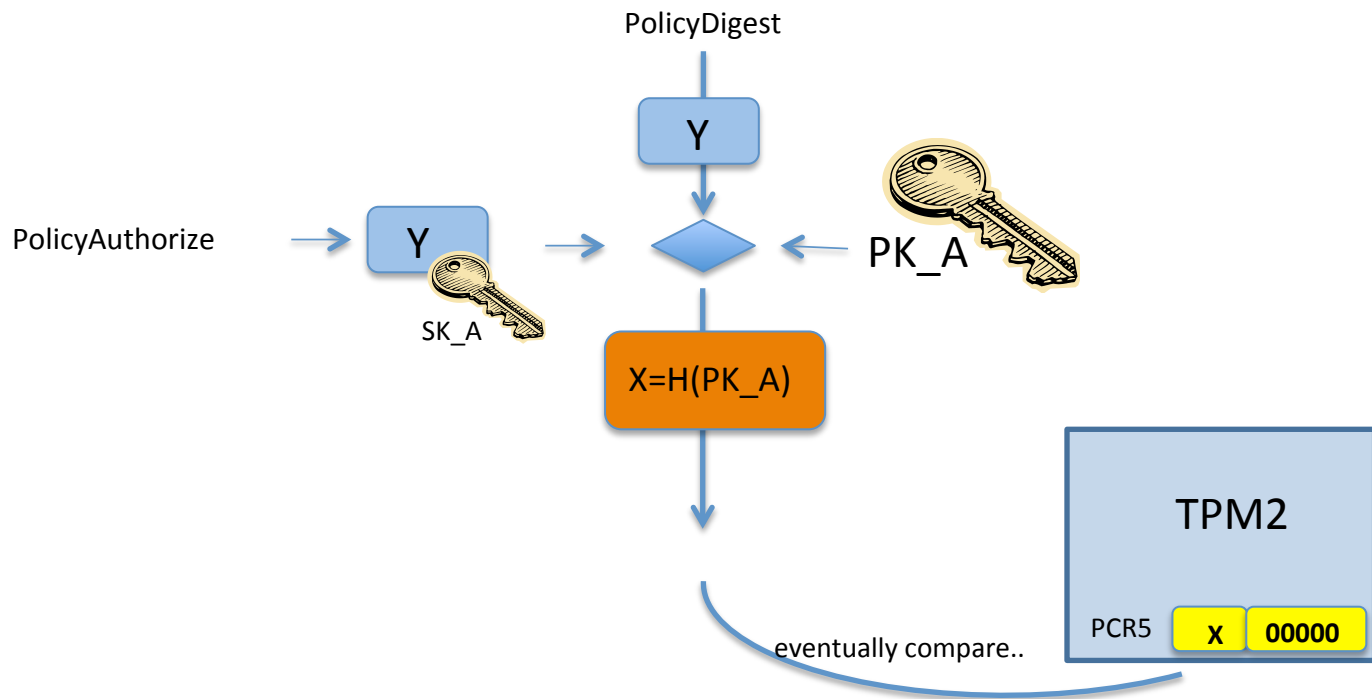 PolicyDigest
Y
PolicyAuthorize
Y
SK_A
PK_A
X=H(PK_A)
TPM2
PCR5
X
00000
eventually compare..